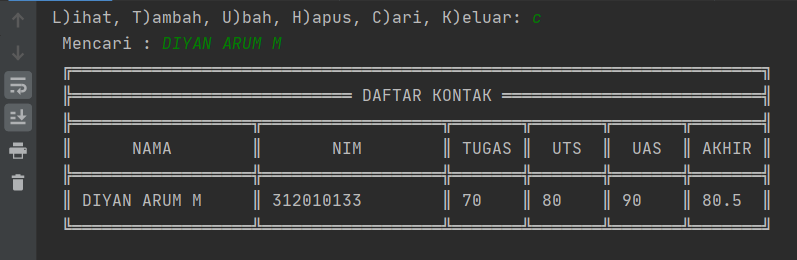 L)ihat, T)ambah, U)bah, H)apus, C)ari, K)eluar: c
Mencari : DIYAN ARUM M
DAFTAR KONTAK
NAMA NIM TUGAS UTS UAS AKHIR
DIYAN ARUM M 312010133 70 80 90 80.5